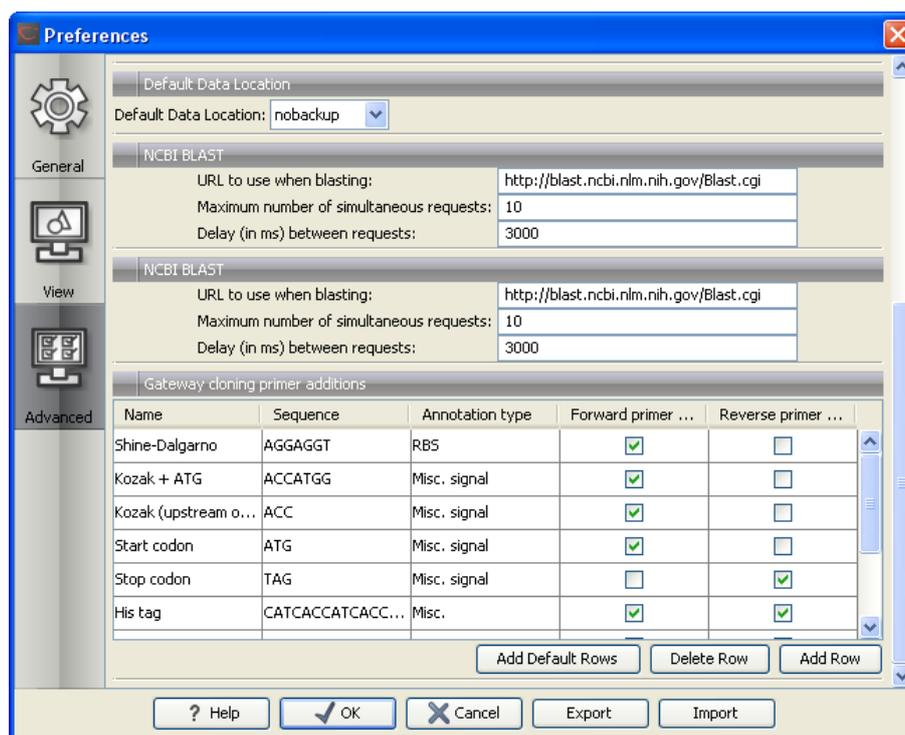 Preferences
General
View
Advanced
Default Data Location
Default Data Location: nobackup
NCBI BLAST
URL to use when blasting: http://blast.ncbi.nlm.nih.gov/Blast.cgi
Maximum number of simultaneous requests: 10
Delay (in ms) between requests: 3000
NCBI BLAST
URL to use when blasting: http://blast.ncbi.nlm.nih.gov/Blast.cgi
Maximum number of simultaneous requests: 10
Delay (in ms) between requests: 3000
Gateway cloning primer additions
Name Sequence Annotation type Forward primer ... Reverse primer ...
Shine-Dalgarno AGGAGGT RBS
Kozak + ATG ACCATGG Misc. signal
Kozak (upstream o... ACC Misc. signal
Start codon ATG Misc. signal
Stop codon TAG Misc. signal
His tag CATCACCATCACC... Misc.
Add Default Rows Delete Row Add Row
? Help OK Cancel Export Import